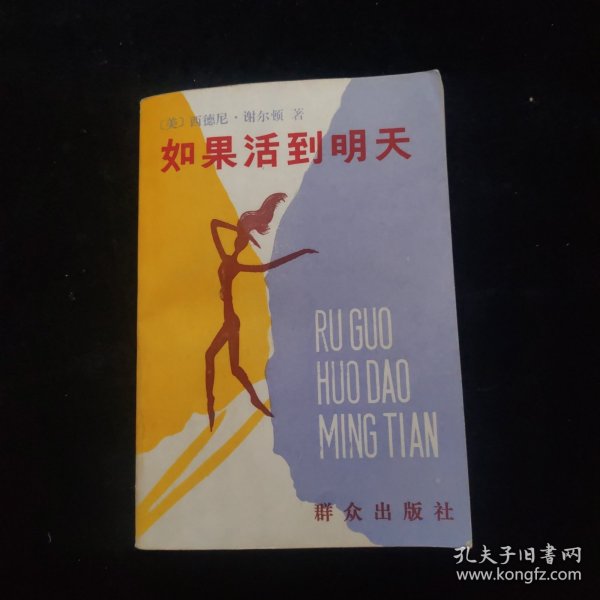 〔美〕西德尼·谢尔顿 著
如果活到明天
RU GUO
HUO DAO
MING TIAN
群众出版社
孔夫子旧书网
www.kongfz.com